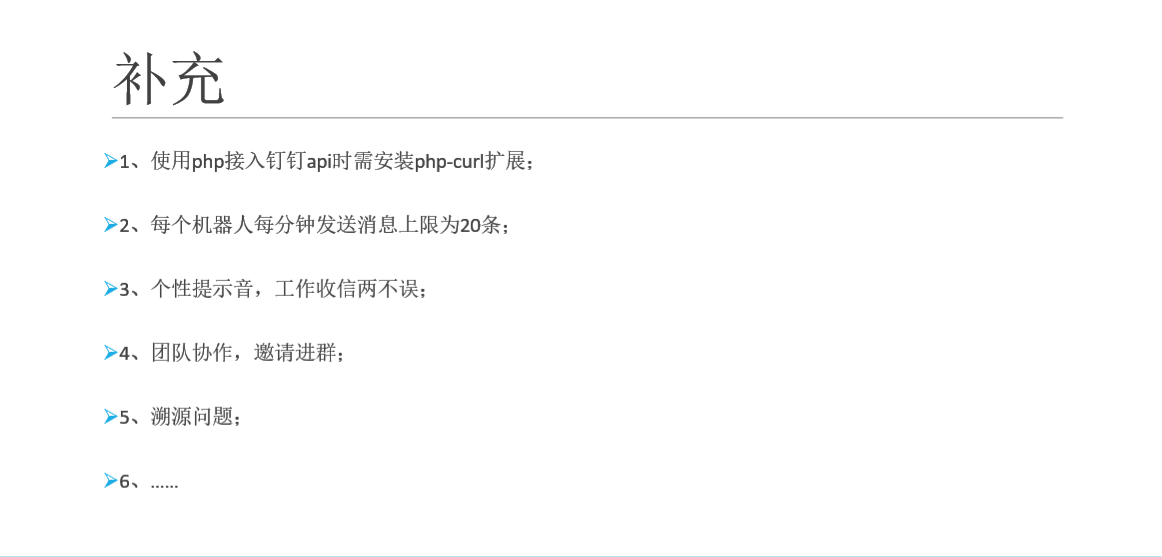 补充
➢1、使用php接入钉钉api时需安装php-curl扩展；
➢2、每个机器人每分钟发送消息上限为20条；
➢3、个性提示音，工作收信两不误；
➢4、团队协作，邀请进群；
➢5、溯源问题；
➢6、……